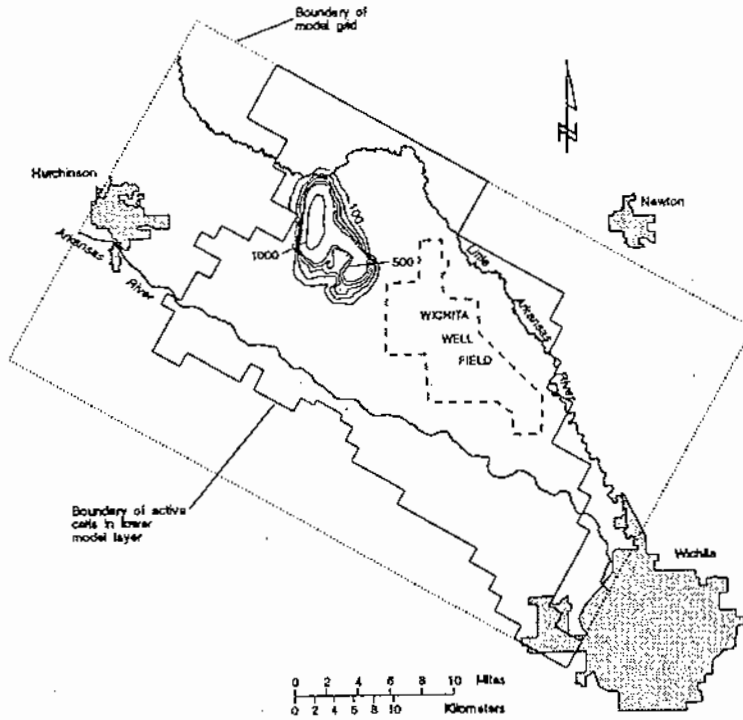 Boundary of
model grid
Hutchinson
Newton
Arkansas
River
100
1000
500
Little
Arkansas
River
WICHITA
WELL
FIELD
Boundary of active
cells in lower
model layer
Wichita
0 2 4 6 8 10 Miles
0 2 4 6 8 10 Kilometers
N